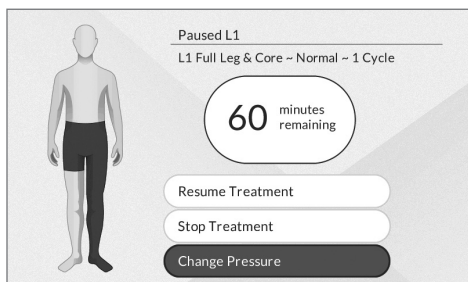 Paused L1
L1 Full Leg & Core ~ Normal ~ 1 Cycle
60 minutes
remaining
Resume Treatment
Stop Treatment
Change Pressure